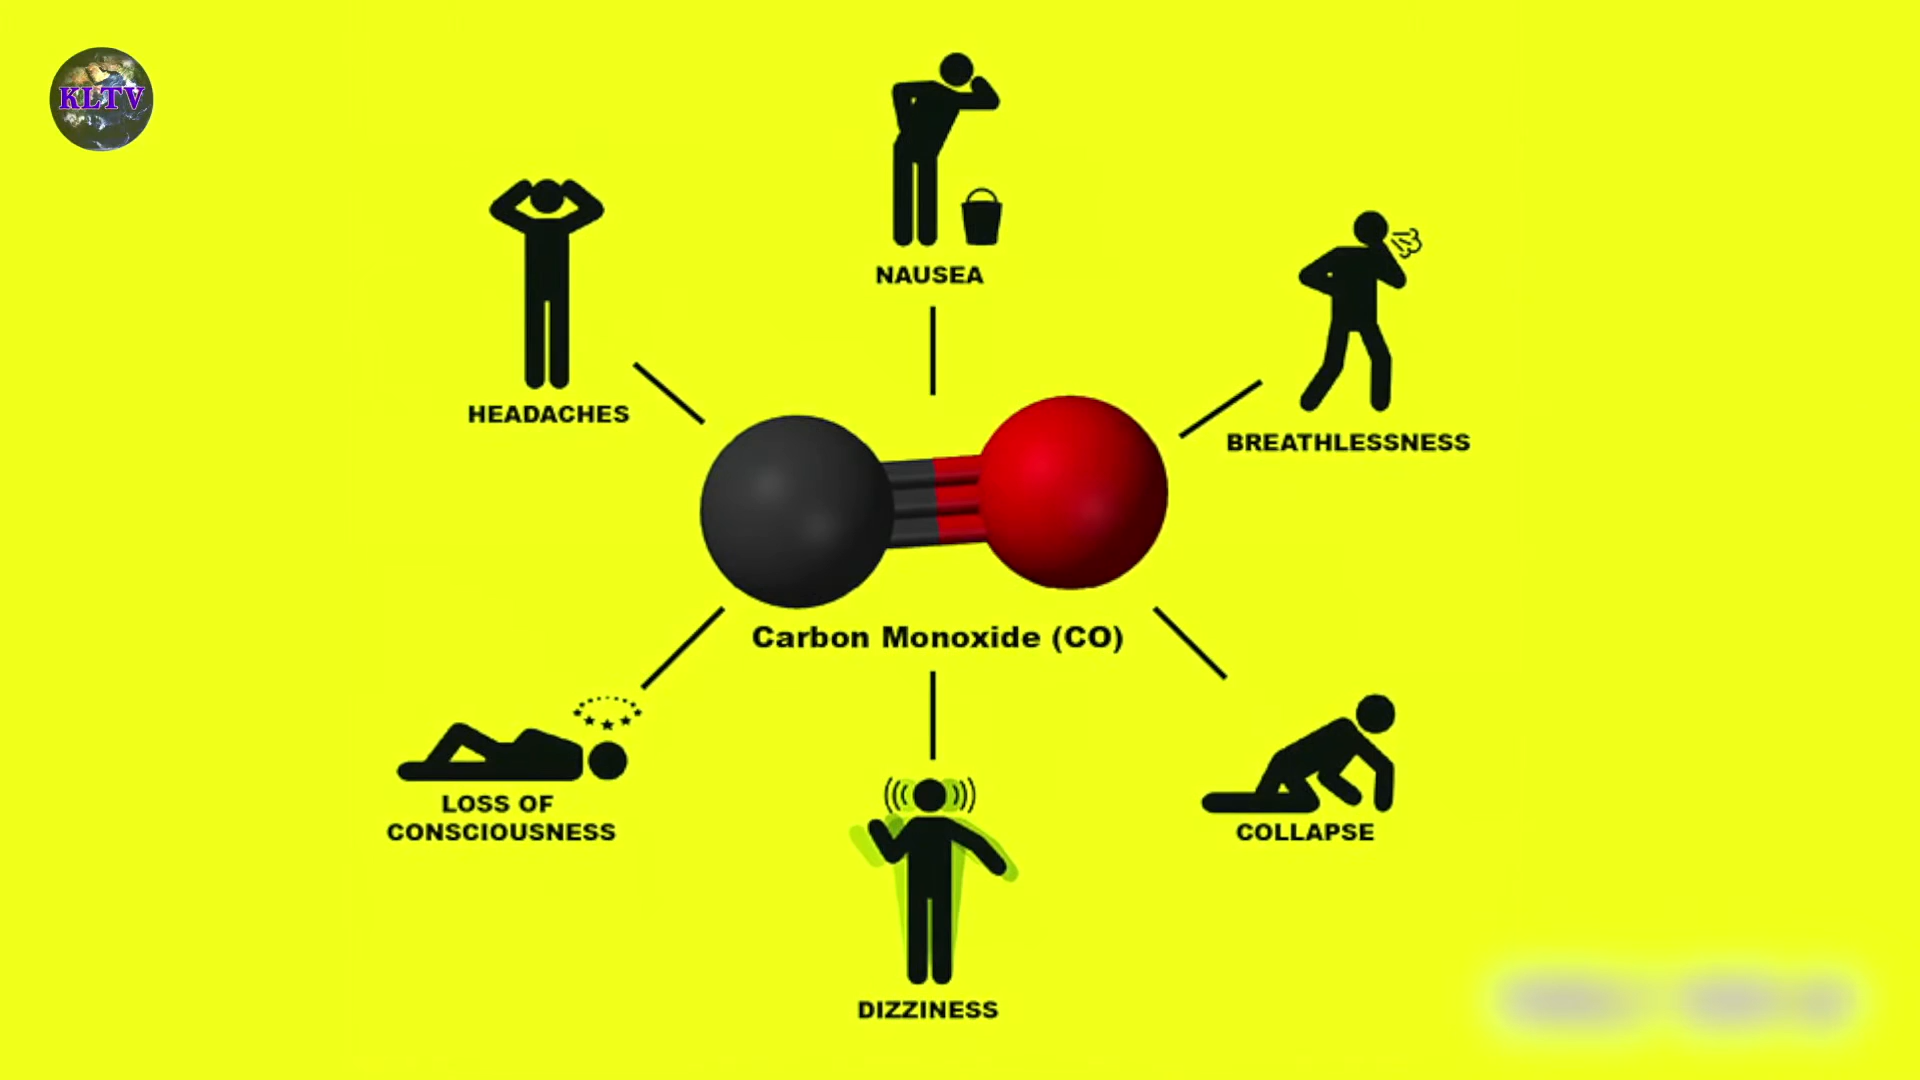 KLTV
NAUSEA
HEADACHES
BREATHLESSNESS
Carbon Monoxide (CO)
LOSS OF
CONSCIOUSNESS
COLLAPSE
DIZZINESS